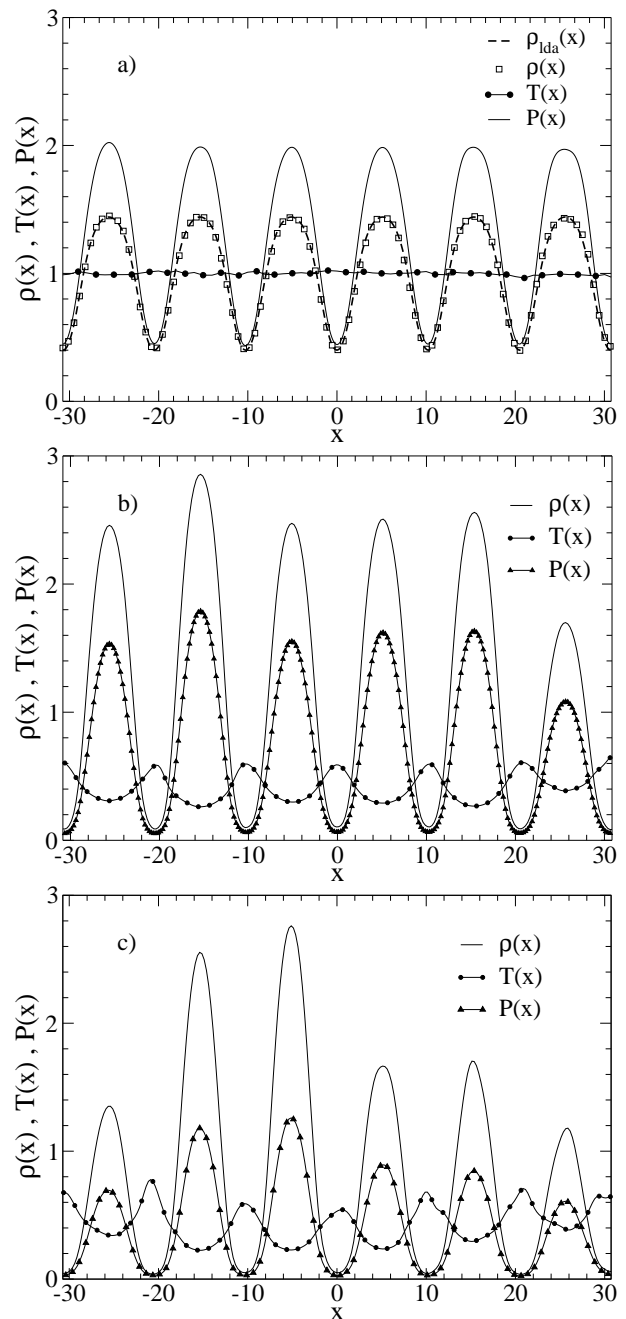 3
2
1
0
ρ(x) , T(x) , P(x)
a)
ρlda(x)
ρ(x)
T(x)
P(x)
-30 -20 -10 0 10 20 30
x
3
2
1
0
ρ(x) , T(x) , P(x)
b)
ρ(x)
T(x)
P(x)
-30 -20 -10 0 10 20 30
x
3
2
1
0
ρ(x) , T(x) , P(x)
c)
ρ(x)
T(x)
P(x)
-30 -20 -10 0 10 20 30
x